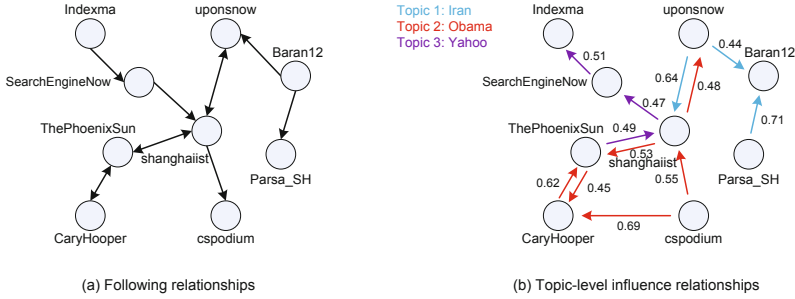 Indexma
uponsnow
Baran12
SearchEngineNow
ThePhoenixSun
shanghaiist
Parsa_SH
CaryHooper
cspodium
(a) Following relationships
Topic 1: Iran
Topic 2: Obama
Topic 3: Yahoo
Indexma
uponsnow
0.44
Baran12
0.51
SearchEngineNow
0.64
0.48
0.47
0.71
ThePhoenixSun
0.49
0.53
shanghaiist
Parsa_SH
0.62
0.45
0.55
0.69
CaryHooper
cspodium
(b) Topic-level influence relationships